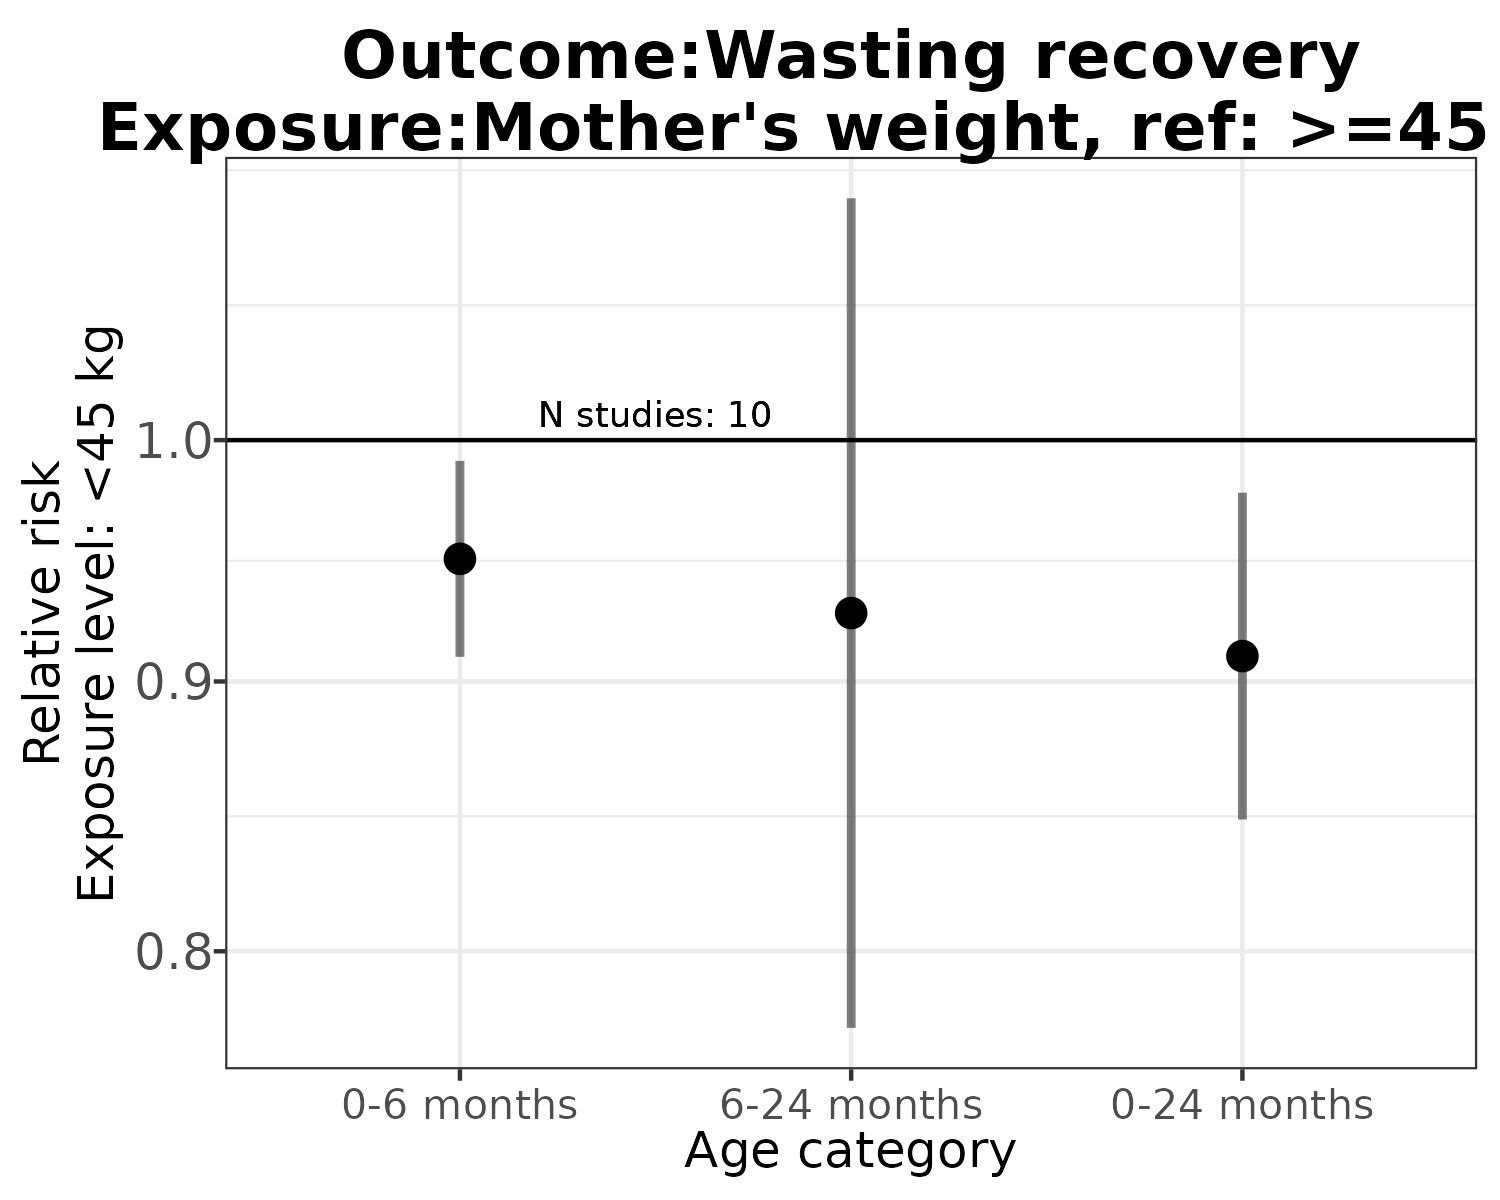 Outcome:Wasting recovery
Exposure:Mother's weight, ref: >=45
Relative risk
Exposure level: <45 kg
N studies: 10
1.0
0.9
0.8
0-6 months
6-24 months
0-24 months
Age category